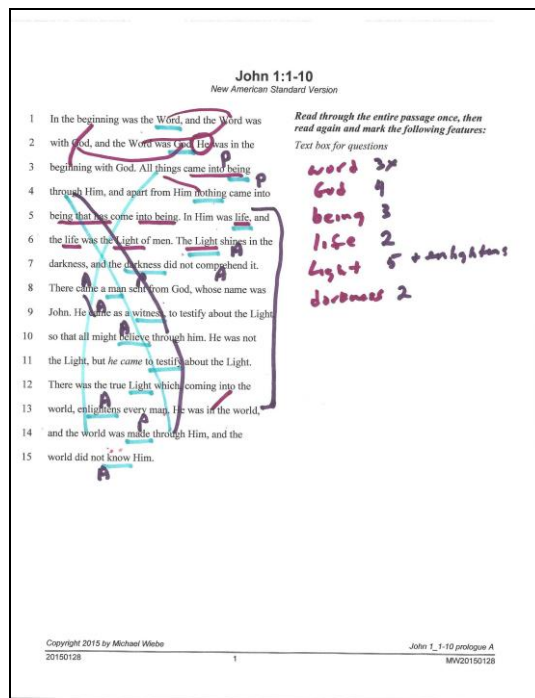 John 1:1-10
New American Standard Version
1 In the beginning was the Word, and the Word was
2 with God, and the Word was God. He was in the
3 beginning with God. All things came into being
4 through Him, and apart from Him nothing came into
5 being that has come into being. In Him was life, and
6 the life was the Light of men. The Light shines in the
7 darkness, and the darkness did not comprehend it.
8 There came a man sent from God, whose name was
9 John. He came as a witness, to testify about the Light
10 so that all might believe through him. He was not
11 the Light, but he came to testify about the Light.
12 There was the true Light which coming into the
13 world, enlightens every man. He was in the world,
14 and the world was made through Him, and the
15 world did not know Him.
P
P
A
A
A
A
A
A
A
P
A
Read through the entire passage once, then
read again and mark the following features:
Text box for questions
word 3x
God 4
being 3
life 2
Light 5 + enlightens
darkness 2
Copyright 2015 by Michael Wiebe
20150128
1
John 1_1-10 prologue A
MW20150128